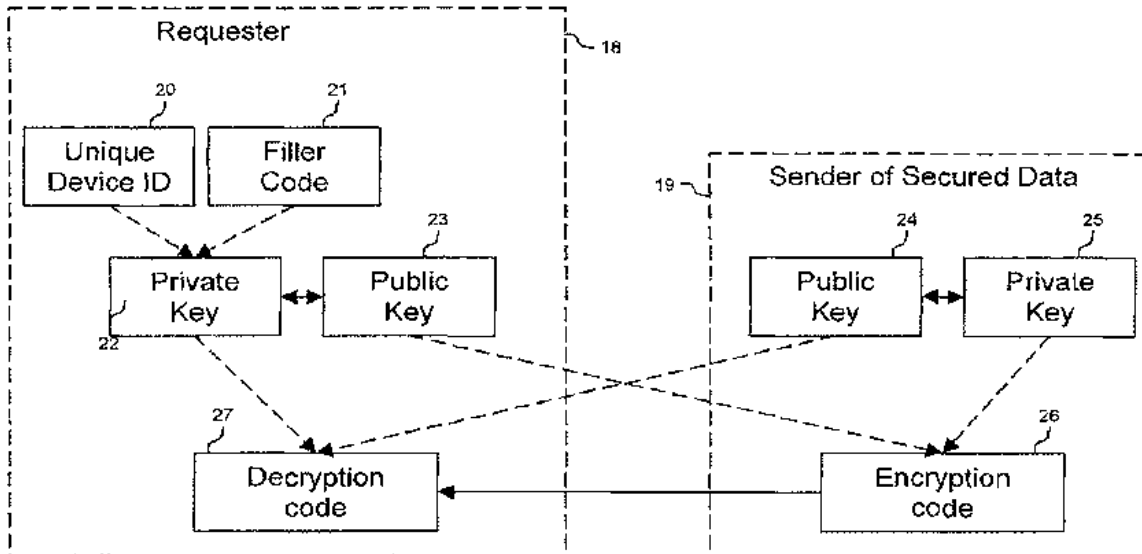 Requester
18
20
21
Unique
Device ID
Filler
Code
19
Sender of Secured Data
23
24
25
Private
Key
22
Public
Key
Public
Key
Private
Key
27
26
Decryption
code
Encryption
code